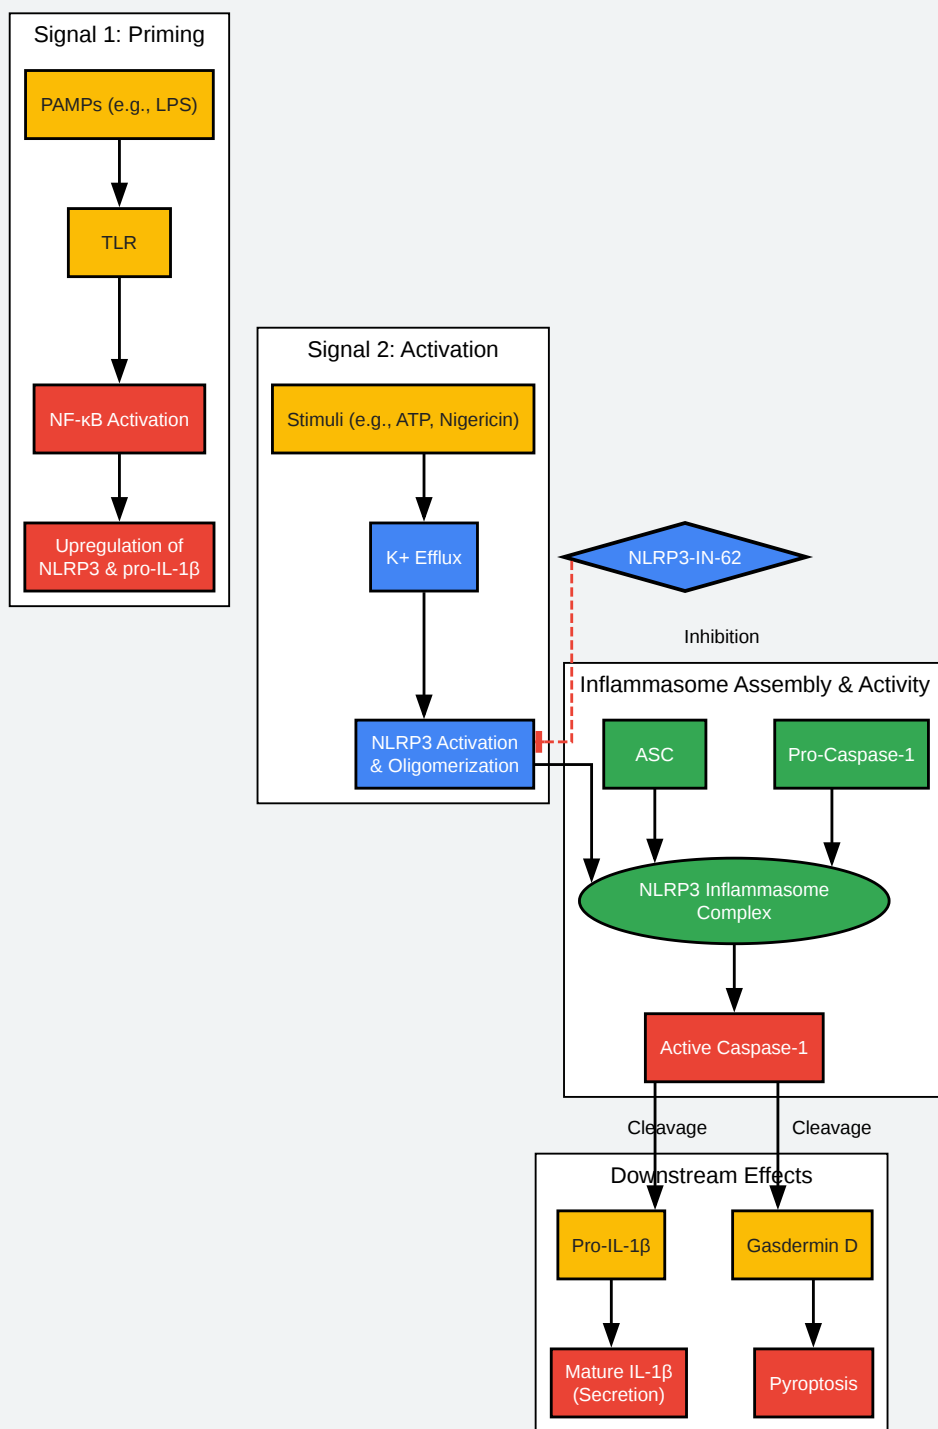 Signal 1: Priming
PAMPs (e.g., LPS)
TLR
NF-κB Activation
Upregulation of
NLRP3 & pro-IL-1β
Signal 2: Activation
Stimuli (e.g., ATP, Nigericin)
K+ Efflux
NLRP3 Activation
& Oligomerization
NLRP3-IN-62
Inhibition
Inflammasome Assembly & Activity
ASC
Pro-Caspase-1
NLRP3 Inflammasome
Complex
Active Caspase-1
Cleavage
Cleavage
Downstream Effects
Pro-IL-1β
Gasdermin D
Mature IL-1β
(Secretion)
Pyroptosis